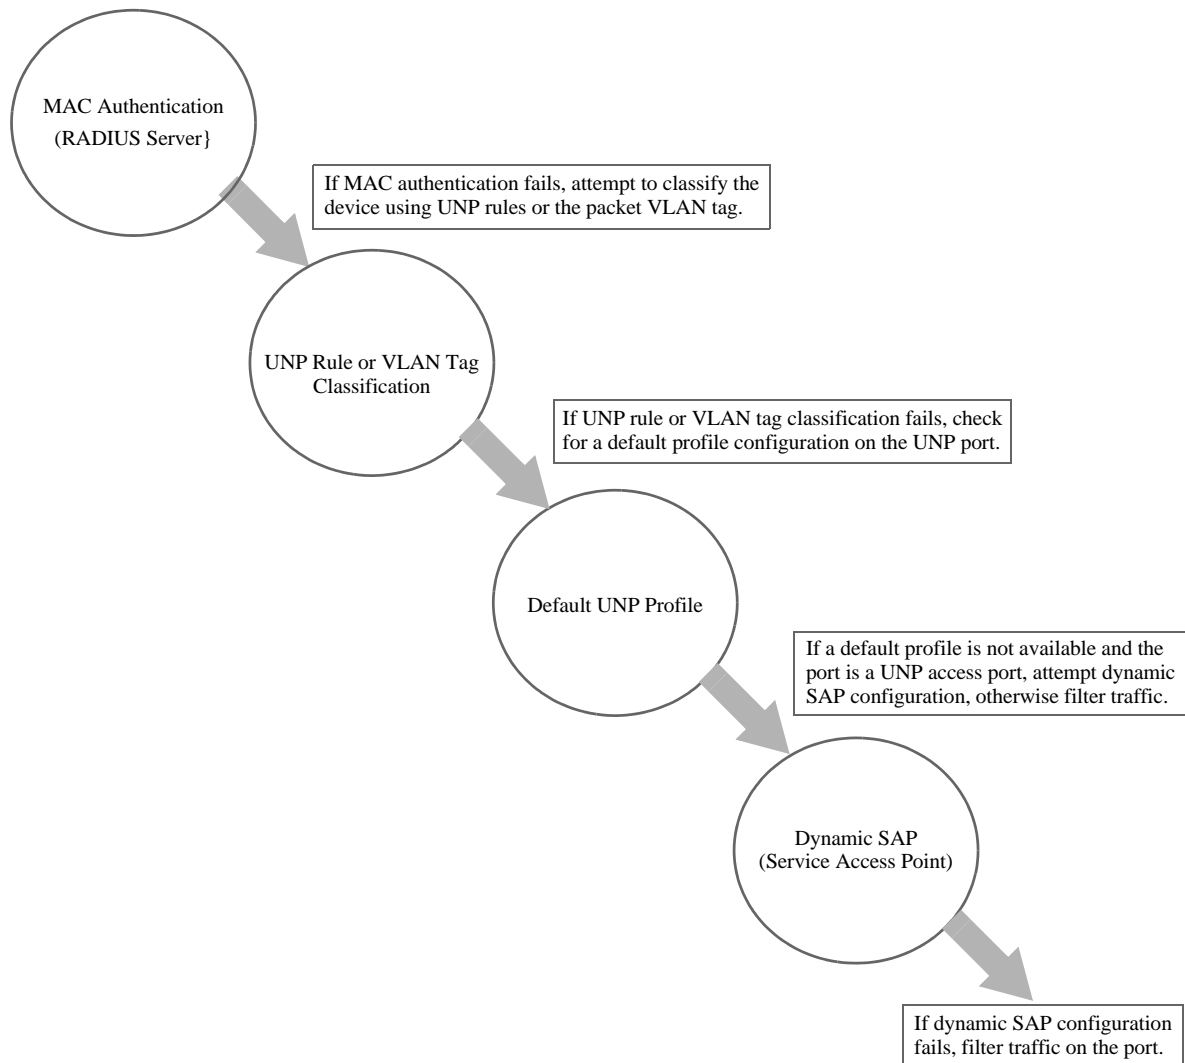 MAC Authentication
(RADIUS Server}
If MAC authentication fails, attempt to classify the
device using UNP rules or the packet VLAN tag.
UNP Rule or VLAN Tag
Classification
If UNP rule or VLAN tag classification fails, check
for a default profile configuration on the UNP port.
Default UNP Profile
If a default profile is not available and the
port is a UNP access port, attempt dynamic
SAP configuration, otherwise filter traffic.
Dynamic SAP
(Service Access Point)
If dynamic SAP configuration
fails, filter traffic on the port.